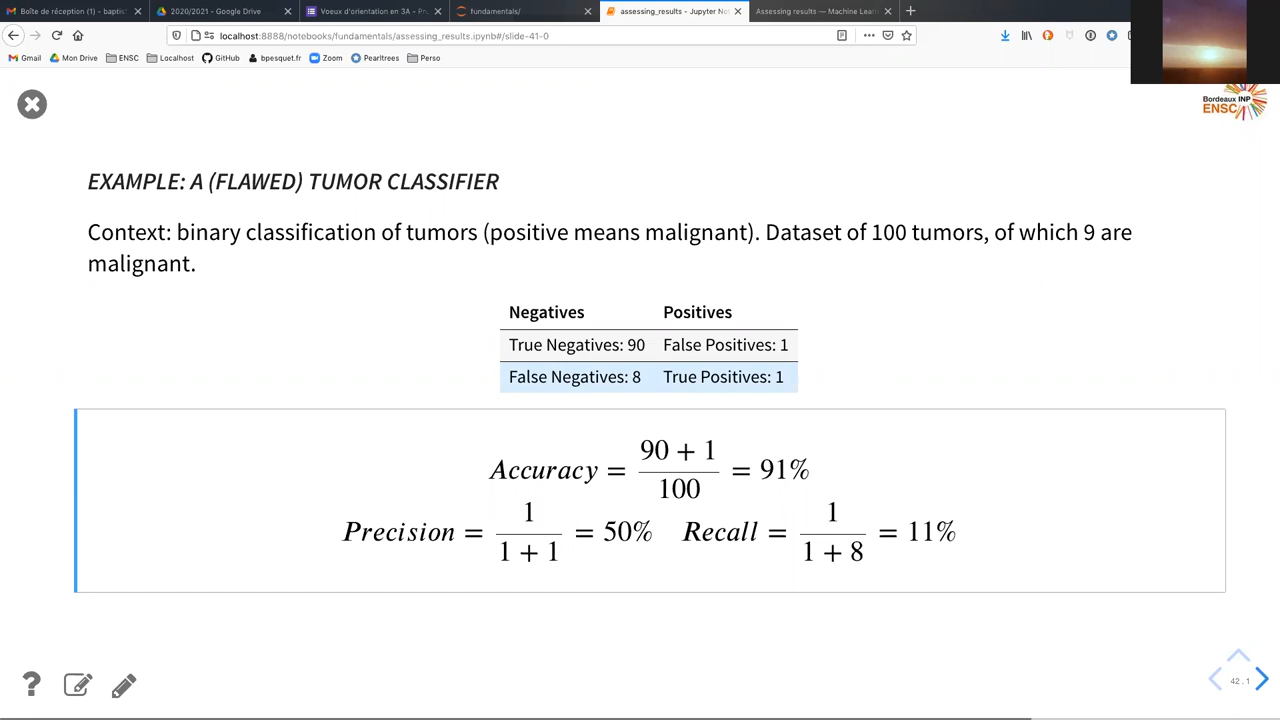 Boîte de réception (1) - baptist
2020/2021 - Google Drive
Voeux d'orientation en 3A - Pr
fundamentals/
assessing_results - Jupyter Not
Assessing results — Machine Learn
localhost:8888/notebooks/fundamentals/assessing_results.ipynb#/slide-41-0
Gmail Mon Drive ENSC Localhost GitHub bpesquet.fr Zoom Pearltrees Perso
Bordeaux INP
ENSC
EXAMPLE: A (FLAWED) TUMOR CLASSIFIER
Context: binary classification of tumors (positive means malignant). Dataset of 100 tumors, of which 9 are
malignant.
Negatives Positives
True Negatives: 90 False Positives: 1
False Negatives: 8 True Positives: 1
Accuracy = 90 + 1 / 100 = 91%
Precision = 1 / 1 + 1 = 50% Recall = 1 / 1 + 8 = 11%
? 42.1